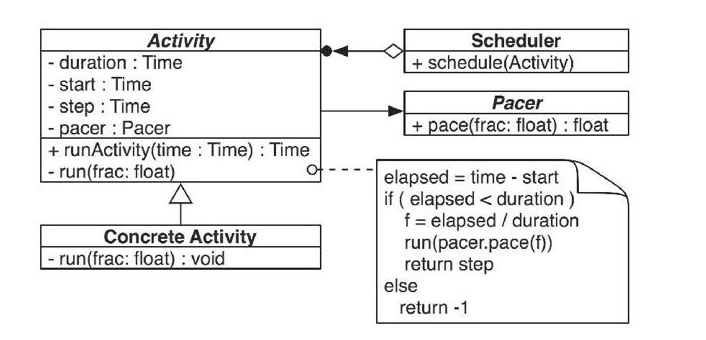 Activity
- duration : Time
- start : Time
- step : Time
- pacer : Pacer
+ runActivity(time : Time) : Time
- run(frac: float)
Concrete Activity
- run(frac: float) : void
Scheduler
+ schedule(Activity)
Pacer
+ pace(frac: float) : float
elapsed = time - start
if ( elapsed < duration )
f = elapsed / duration
run(pacer.pace(f))
return step
else
return -1